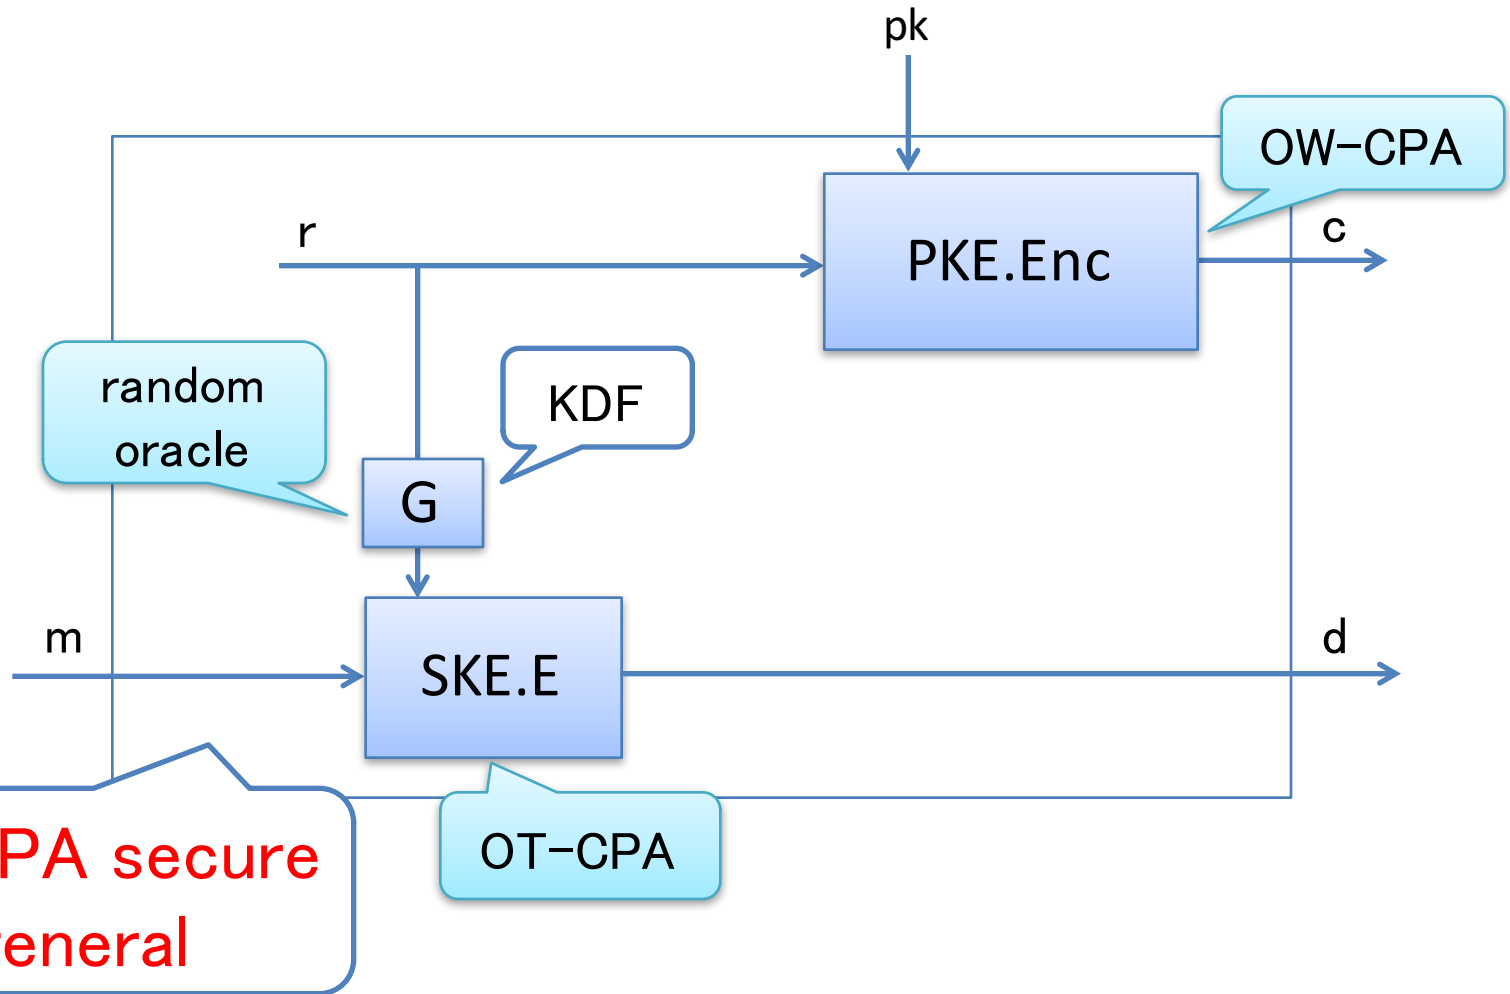 pk
OW-CPA
r
PKE.Enc
c
random
oracle
KDF
G
m
SKE.E
d
OT-CPA
PA secure
eneral